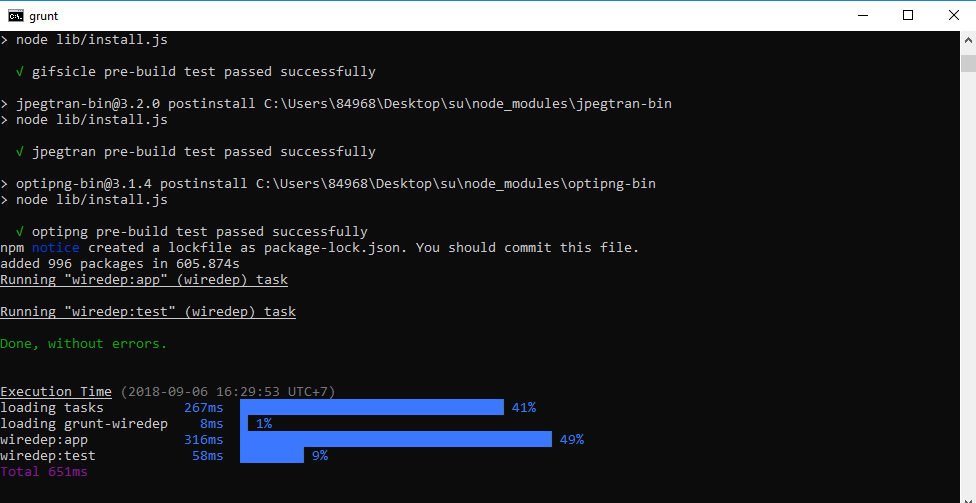 grunt
> node lib/install.js
√ gifsicle pre-build test passed successfully
> jpegtran-bin@3.2.0 postinstall C:\Users\84968\Desktop\su\node_modules\jpegtran-bin
> node lib/install.js
√ jpegtran pre-build test passed successfully
> optipng-bin@3.1.4 postinstall C:\Users\84968\Desktop\su\node_modules\optipng-bin
> node lib/install.js
√ optipng pre-build test passed successfully
npm notice created a lockfile as package-lock.json. You should commit this file.
added 996 packages in 605.874s
Running "wiredep:app" (wiredep) task
Running "wiredep:test" (wiredep) task
Done, without errors.
Execution Time (2018-09-06 16:29:53 UTC+7)
loading tasks 267ms 41%
loading grunt-wiredep 8ms 1%
wiredep:app 316ms 49%
wiredep:test 58ms 9%
Total 651ms